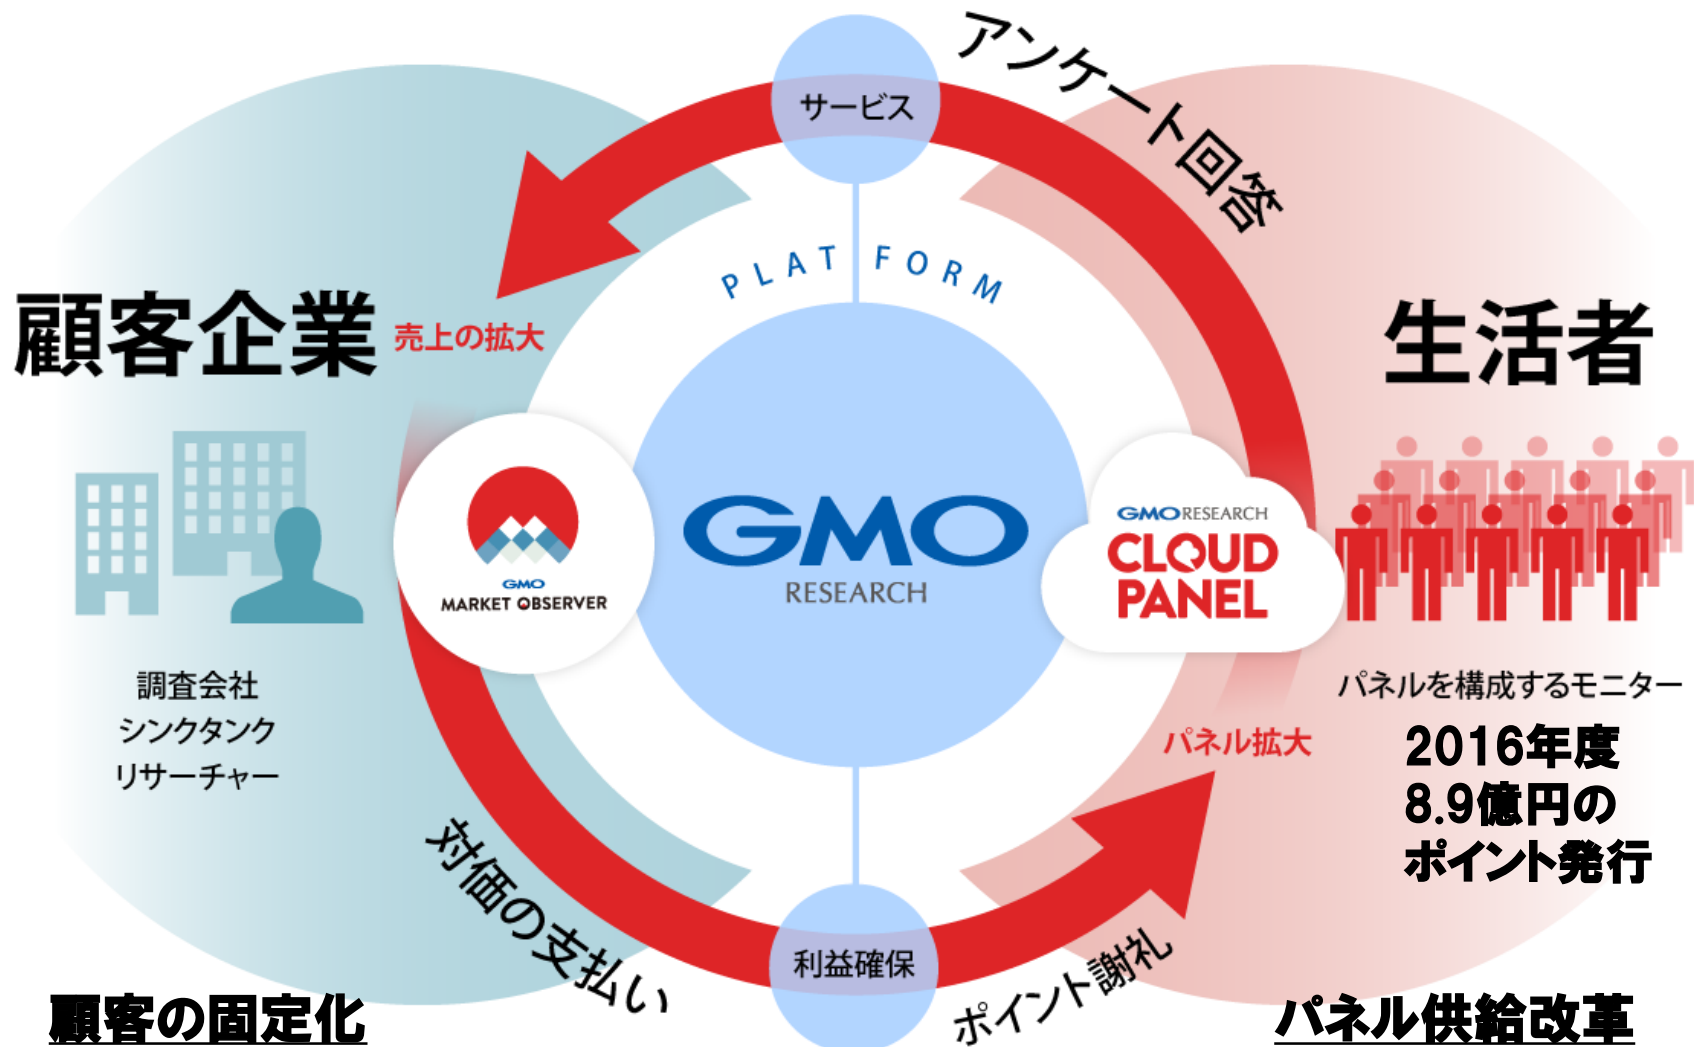 アンケート回答
サービス
PLATFORM
顧客企業
売上の拡大
生活者
GMO
RESEARCH
GMO
MARKET OBSERVER
GMO RESEARCH
CLOUD
PANEL
調査会社
シンクタンク
リサーチャー
パネルを構成するモニター
2016年度
8.9億円の
ポイント発行
パネル拡大
対価の支払い
利益確保
ポイント謝礼
顧客の固定化
パネル供給改革